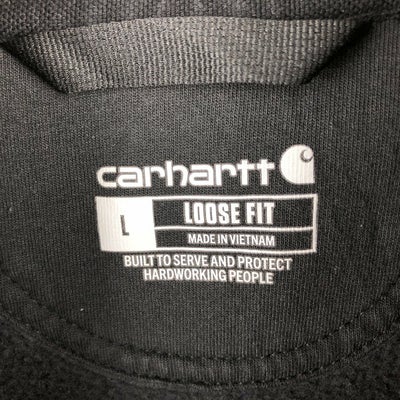 carhartt
L
LOOSE FIT
MADE IN VIETNAM
BUILT TO SERVE AND PROTECT
HARDWORKING PEOPLE